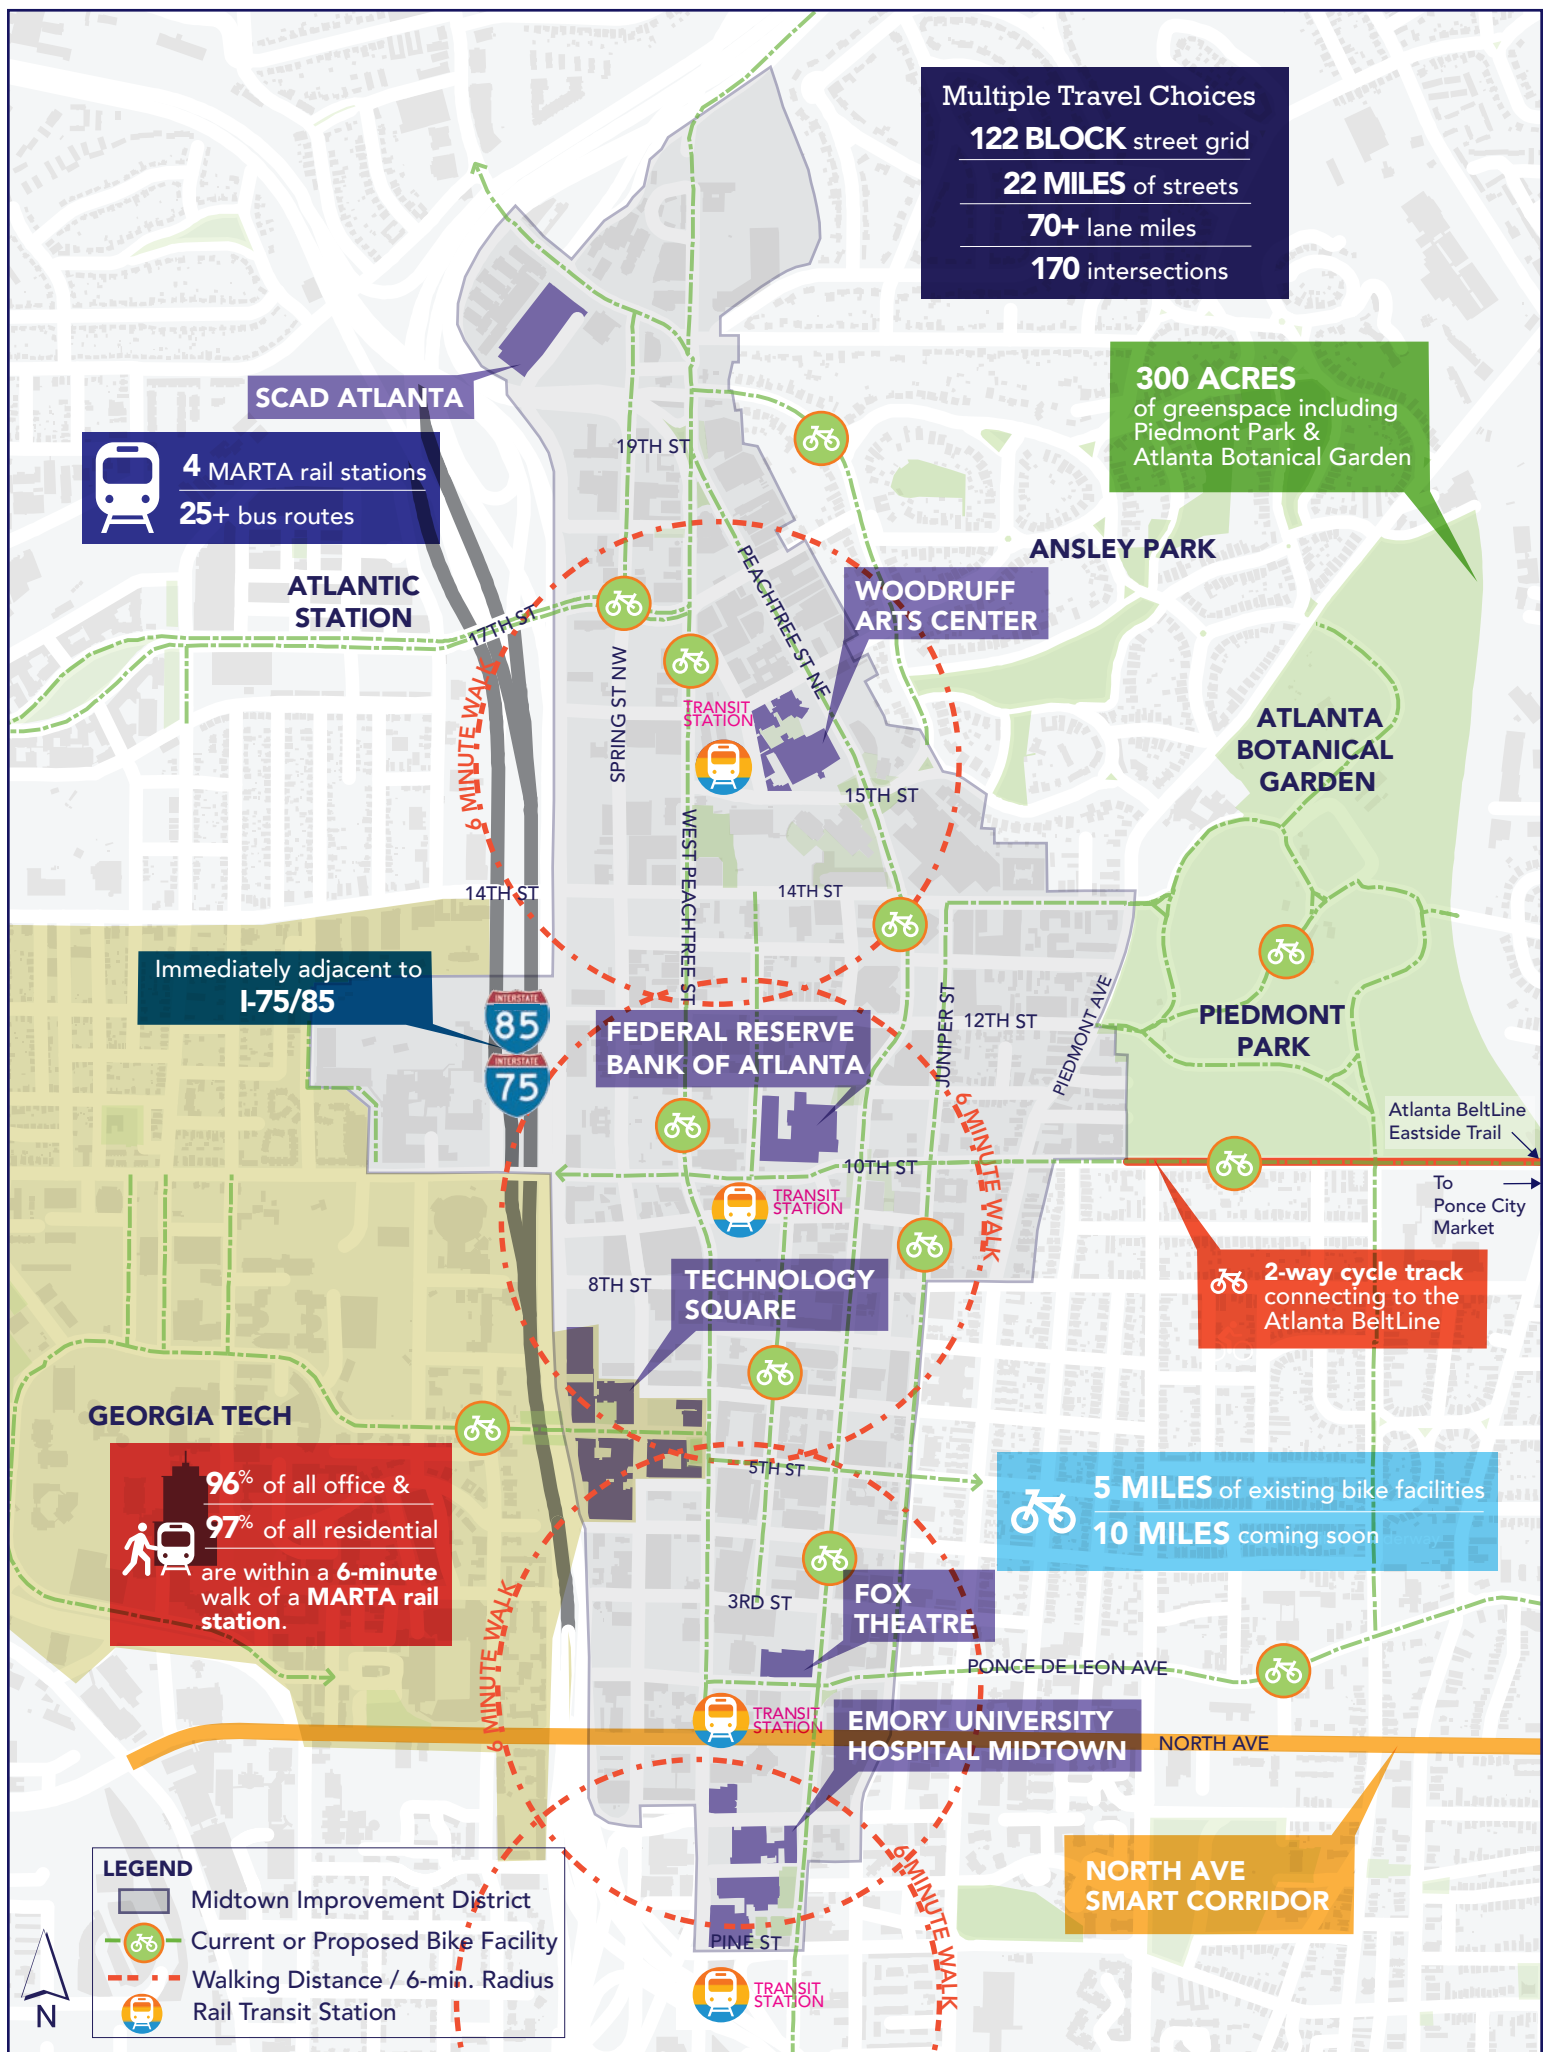 Multiple Travel Choices
122 BLOCK street grid
22 MILES of streets
70+ lane miles
170 intersections
300 ACRES
of greenspace including
Piedmont Park &
Atlanta Botanical Garden
SCAD ATLANTA
4 MARTA rail stations
25+ bus routes
19TH ST
ANSLEY PARK
ATLANTIC
STATION
17TH ST
PEACHTREE ST NE
WOODRUFF
ARTS CENTER
6 MINUTE WALK
SPRING ST NW
TRANSIT
STATION
ATLANTA
BOTANICAL
GARDEN
15TH ST
WEST PEACHTREE ST
14TH ST
14TH ST
Immediately adjacent to
I-75/85
INTERSTATE
85
INTERSTATE
75
FEDERAL RESERVE
BANK OF ATLANTA
JUNIPER ST
12TH ST
PIEDMONT AVE
PIEDMONT
PARK
6 MINUTE WALK
Atlanta BeltLine
Eastside Trail
10TH ST
To
Ponce City
Market
TRANSIT
STATION
8TH ST
TECHNOLOGY
SQUARE
2-way cycle track
connecting to the
Atlanta BeltLine
GEORGIA TECH
96% of all office &
97% of all residential
are within a 6-minute
walk of a MARTA rail
station.
5TH ST
5 MILES of existing bike facilities
10 MILES coming soon
6 MINUTE WALK
3RD ST
FOX
THEATRE
PONCE DE LEON AVE
TRANSIT
STATION
EMORY UNIVERSITY
HOSPITAL MIDTOWN
NORTH AVE
NORTH AVE
SMART CORRIDOR
6 MINUTE WALK
PINE ST
TRANSIT
STATION
LEGEND
Midtown Improvement District
Current or Proposed Bike Facility
Walking Distance / 6-min. Radius
Rail Transit Station
N